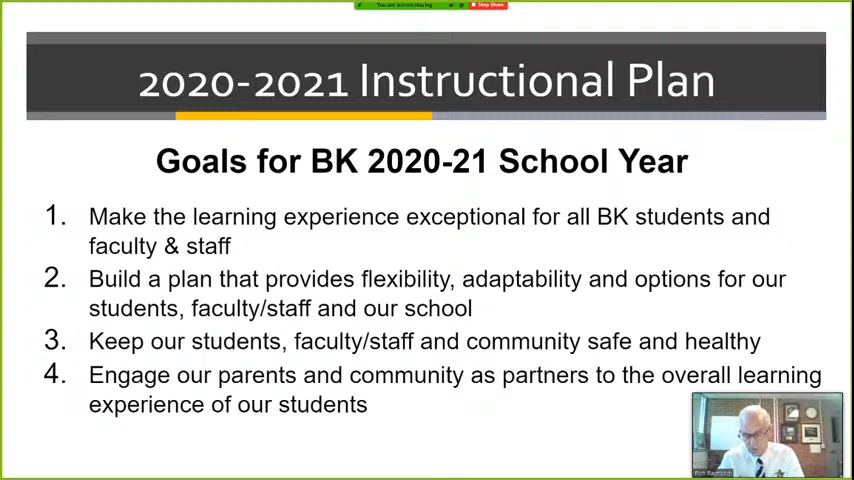 You are screen sharing
Stop Share
2020-2021 Instructional Plan
Goals for BK 2020-21 School Year
1. Make the learning experience exceptional for all BK students and
faculty & staff
2. Build a plan that provides flexibility, adaptability and options for our
students, faculty/staff and our school
3. Keep our students, faculty/staff and community safe and healthy
4. Engage our parents and community as partners to the overall learning
experience of our students
Rich Raimondi